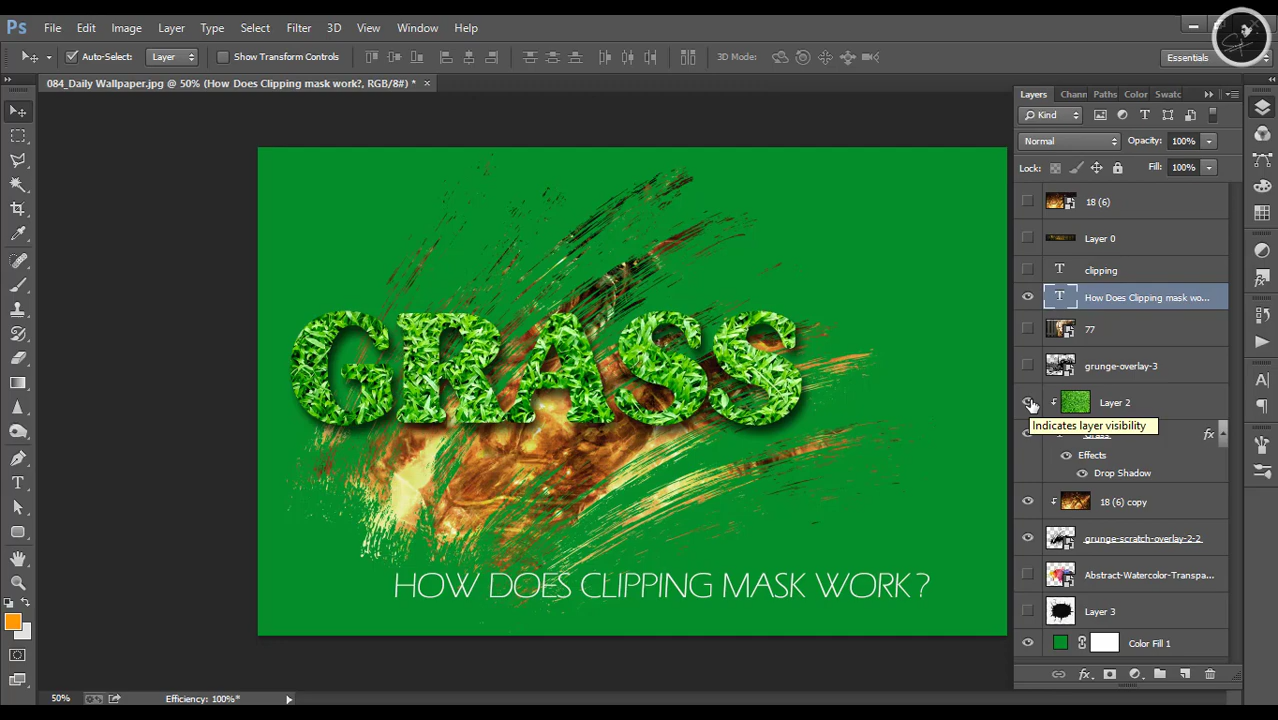 Ps File Edit Image Layer Type Select Filter 3D View Window Help
Auto-Select: Layer Show Transform Controls 3D Mode: Essentials
084_Daily Wallpaper.jpg @ 50% (How Does Clipping mask work?, RGB/8#) * ×
Layers Chann Paths Color Swatc
Kind
Normal Opacity: 100%
Lock: Fill: 100%
18 (6)
Layer 0
clipping
How Does Clipping mask wo...
77
grunge-overlay-3
Layer 2
Indicates layer visibility
Grass fx
Effects
Drop Shadow
18 (6) copy
grunge-scratch-overlay-2-2
Abstract-Watercolor-Transpa...
Layer 3
Color Fill 1
GRASS
HOW DOES CLIPPING MASK WORK?
50% Efficiency: 100%*